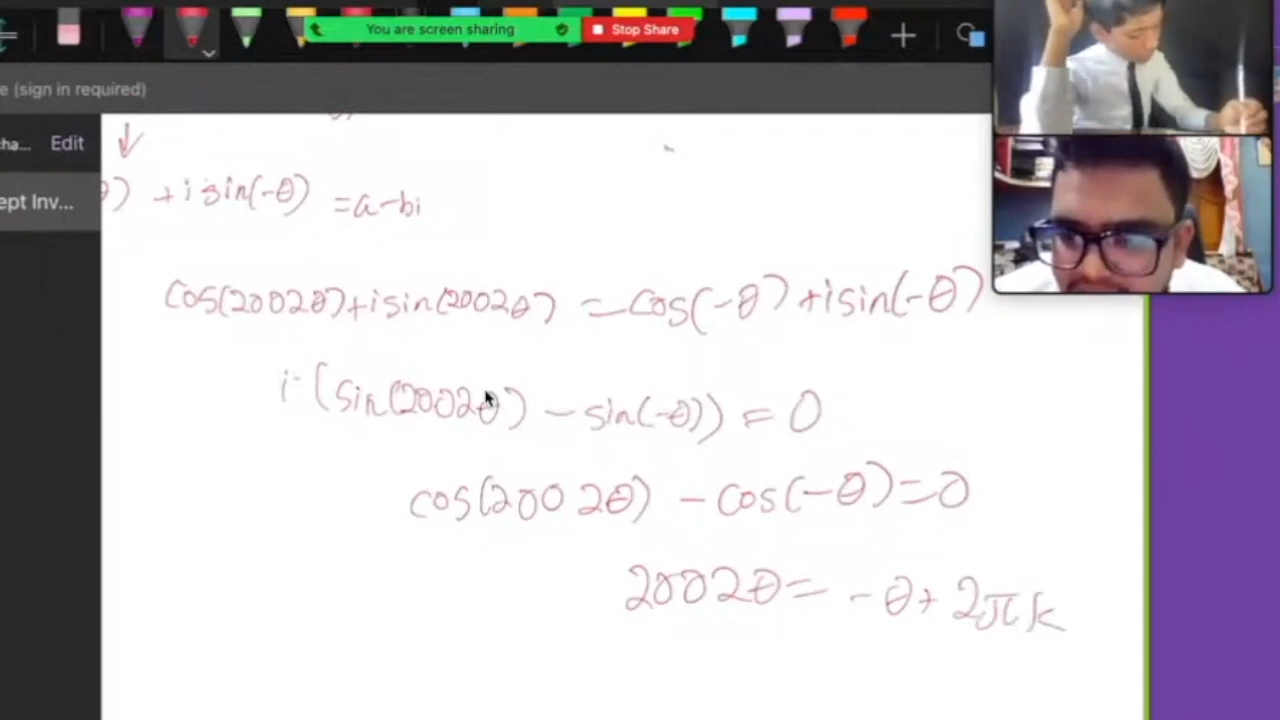 You are screen sharing
Stop Share
e (sign in required)
cha...
Edit
ept Inv...
θ) + i sin(-θ) = a - bi
cos(2002θ) + i sin(2002θ) = cos(-θ) + i sin(-θ)
i (sin(2002θ) - sin(-θ)) = 0
cos(2002θ) - cos(-θ) = 0
2002θ = -θ + 2πk